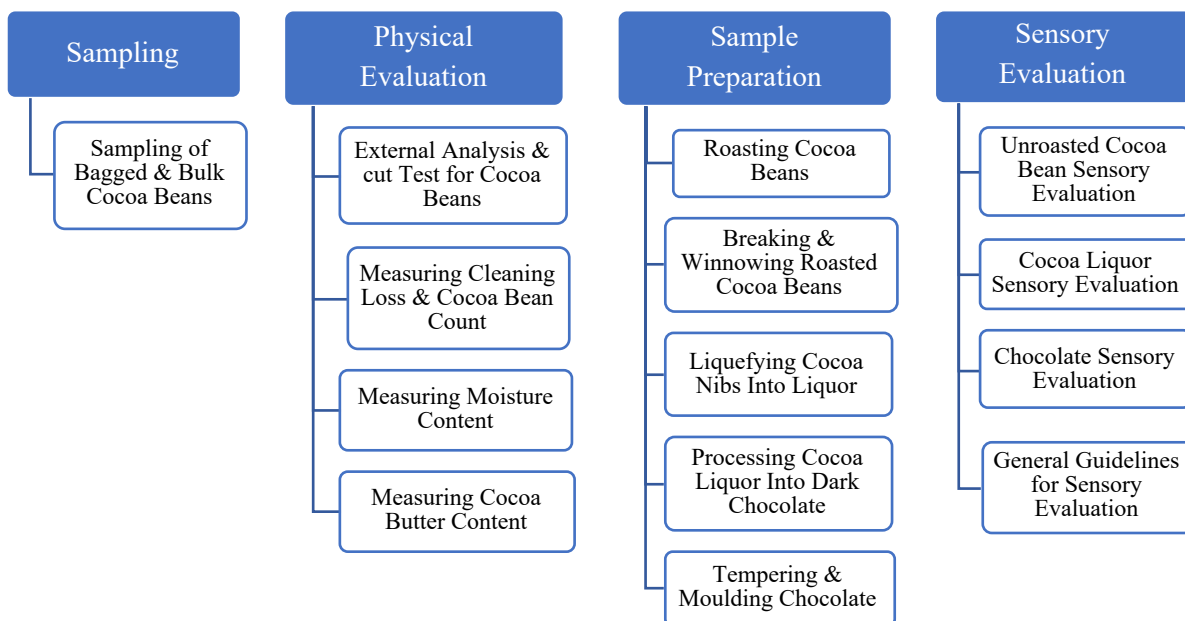 Sampling
Sampling of
Bagged & Bulk
Cocoa Beans
Physical
Evaluation
External Analysis &
cut Test for Cocoa
Beans
Measuring Cleaning
Loss & Cocoa Bean
Count
Measuring Moisture
Content
Measuring Cocoa
Butter Content
Sample
Preparation
Roasting Cocoa
Beans
Breaking &
Winnowing Roasted
Cocoa Beans
Liquefying Cocoa
Nibs Into Liquor
Processing Cocoa
Liquor Into Dark
Chocolate
Tempering &
Moulding Chocolate
Sensory
Evaluation
Unroasted Cocoa
Bean Sensory
Evaluation
Cocoa Liquor
Sensory Evaluation
Chocolate Sensory
Evaluation
General Guidelines
for Sensory
Evaluation